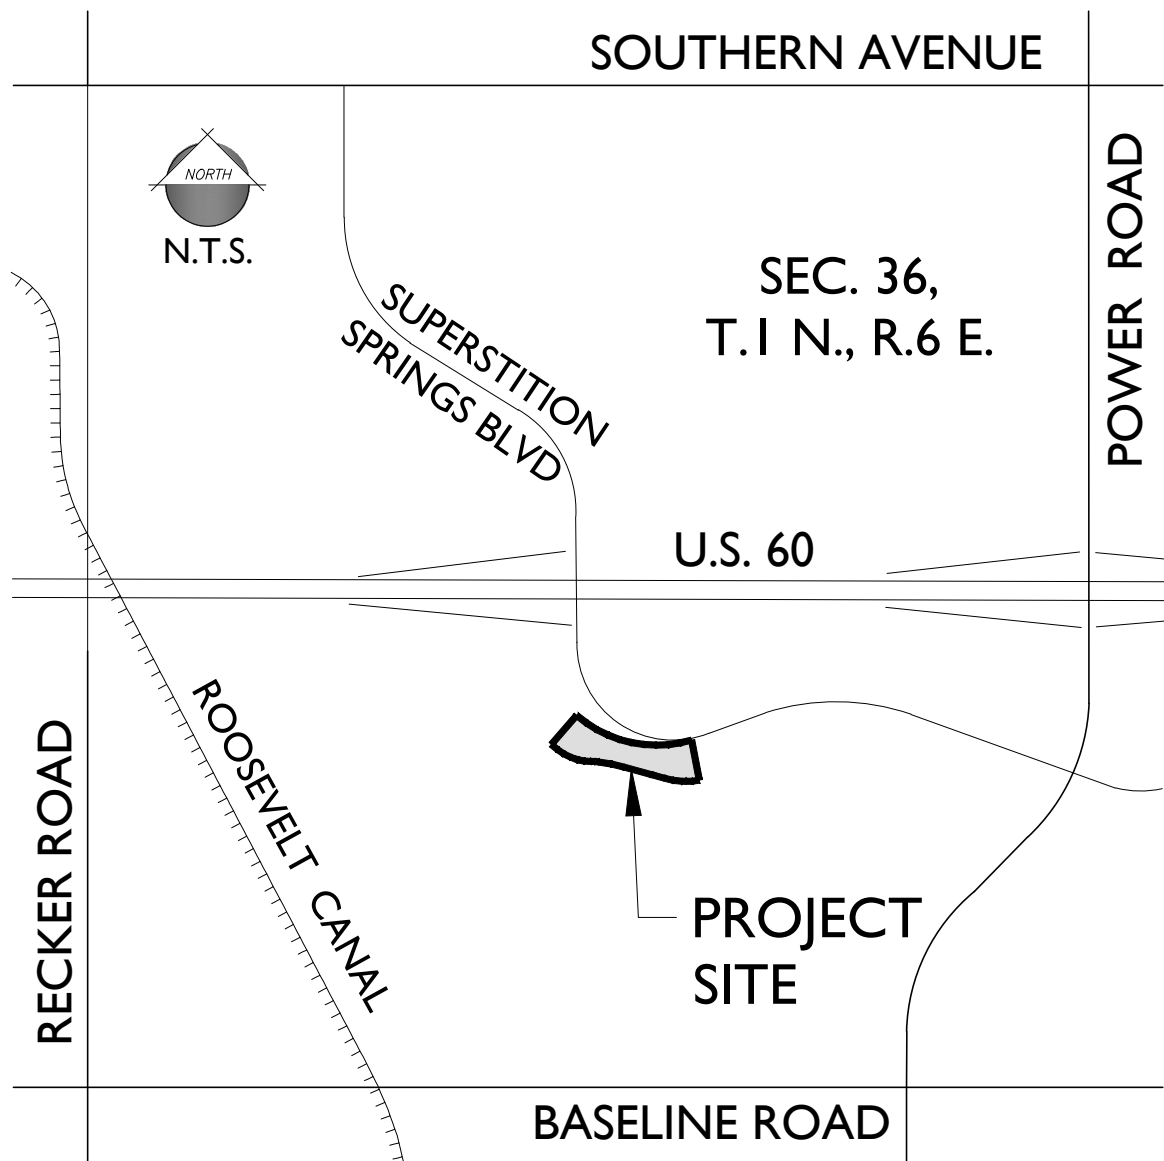 SOUTHERN AVENUE
NORTH
N.T.S.
POWER ROAD
SEC. 36,
T.1 N., R.6 E.
SUPERSTITION
SPRINGS BLVD
U.S. 60
ROOSEVELT CANAL
RECKER ROAD
PROJECT
SITE
BASELINE ROAD